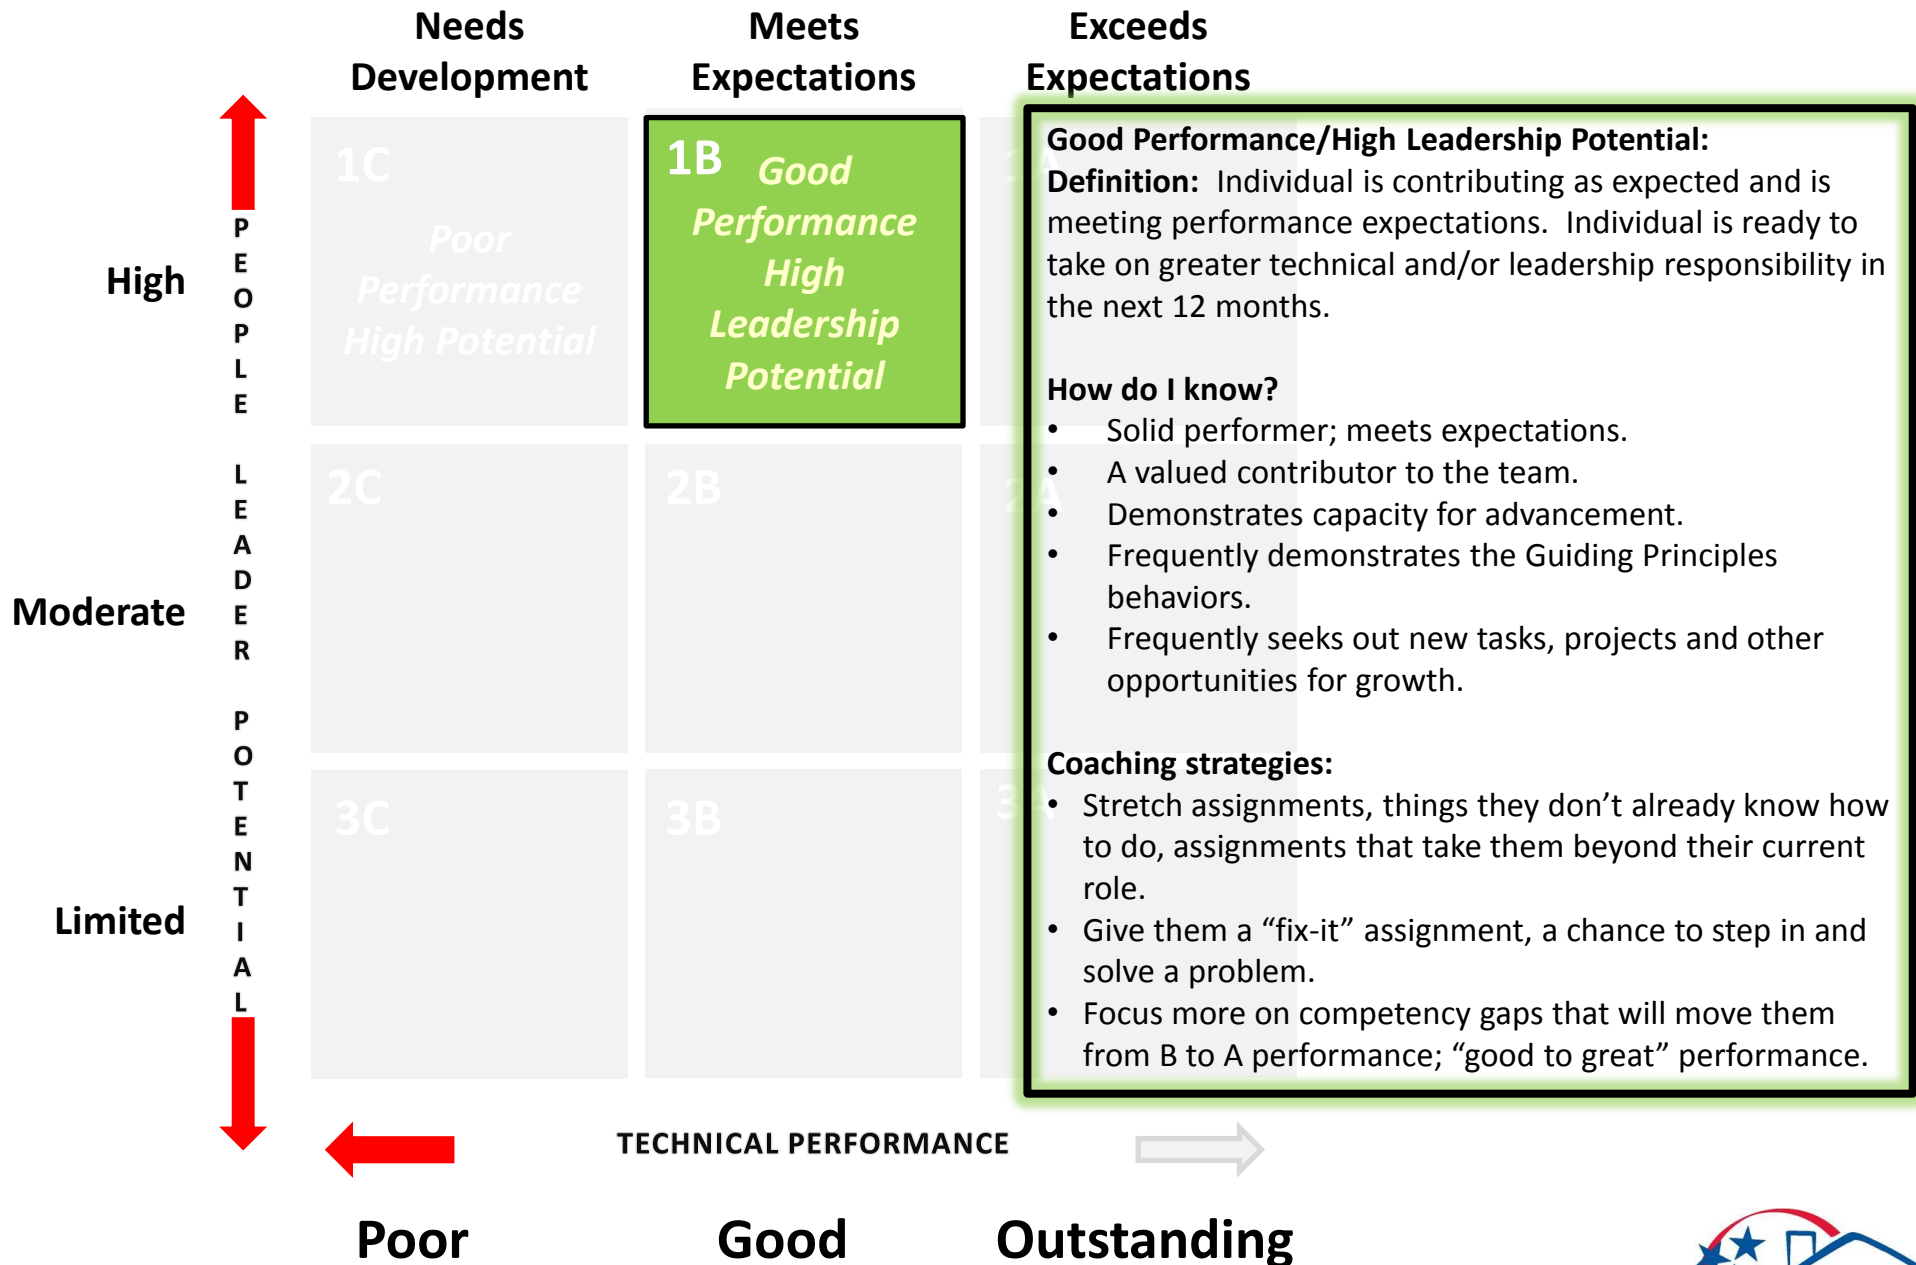 Needs
Development
Meets
Expectations
Exceeds
Expectations
High
Moderate
Limited
PEOPLE LEADER POTENTIAL
1C
Poor
Performance
High Potential
1B
Good
Performance
High
Leadership
Potential
1A
2C
2B
2A
3C
3B
3A
Good Performance/High Leadership Potential:
Definition: Individual is contributing as expected and is
meeting performance expectations. Individual is ready to
take on greater technical and/or leadership responsibility in
the next 12 months.
How do I know?
• Solid performer; meets expectations.
• A valued contributor to the team.
• Demonstrates capacity for advancement.
• Frequently demonstrates the Guiding Principles
behaviors.
• Frequently seeks out new tasks, projects and other
opportunities for growth.
Coaching strategies:
• Stretch assignments, things they don’t already know how
to do, assignments that take them beyond their current
role.
• Give them a “fix-it” assignment, a chance to step in and
solve a problem.
• Focus more on competency gaps that will move them
from B to A performance; “good to great” performance.
TECHNICAL PERFORMANCE
Poor
Good
Outstanding